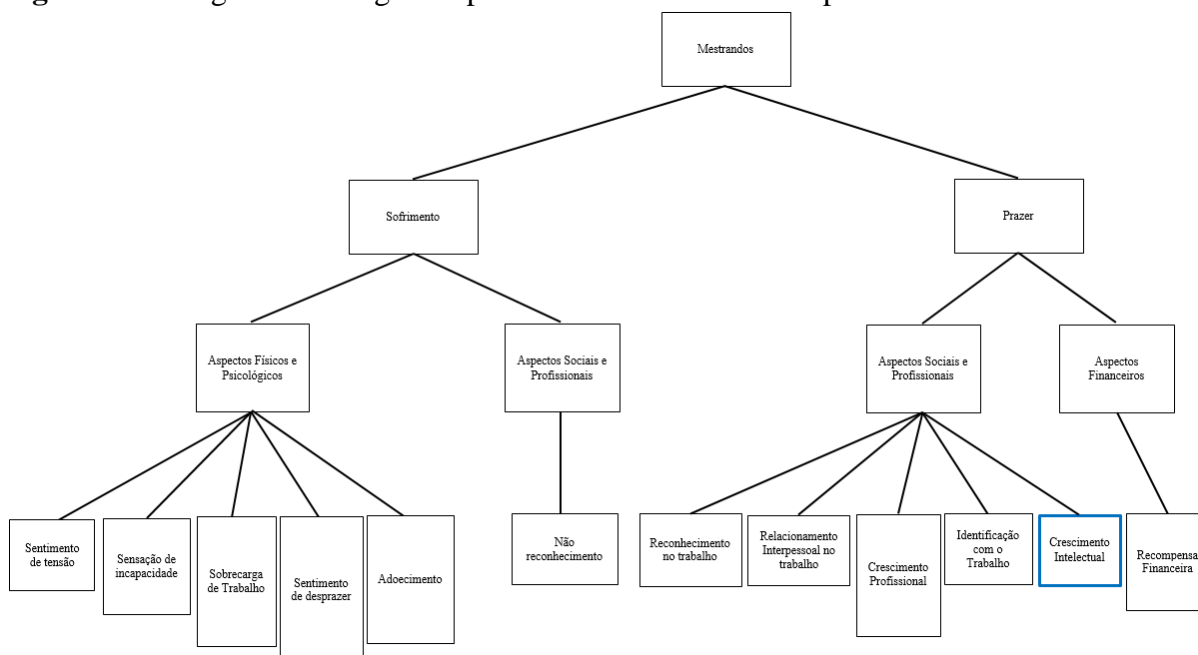 Mestrandos
Sofrimento
Prazer
Aspectos Físicos e
Psicológicos
Aspectos Sociais e
Profissionais
Aspectos Sociais e
Profissionais
Aspectos
Financeiros
Sentimento
de tensão
Sensação de
incapacidade
Sobrecarga
de Trabalho
Sentimento
de desprazer
Adoecimento
Não
reconhecimento
Reconhecimento
no trabalho
Relacionamento
Interpessoal no
trabalho
Crescimento
Profissional
Identificação
com o
Trabalho
Crescimento
Intelectual
Recompensa
Financeira